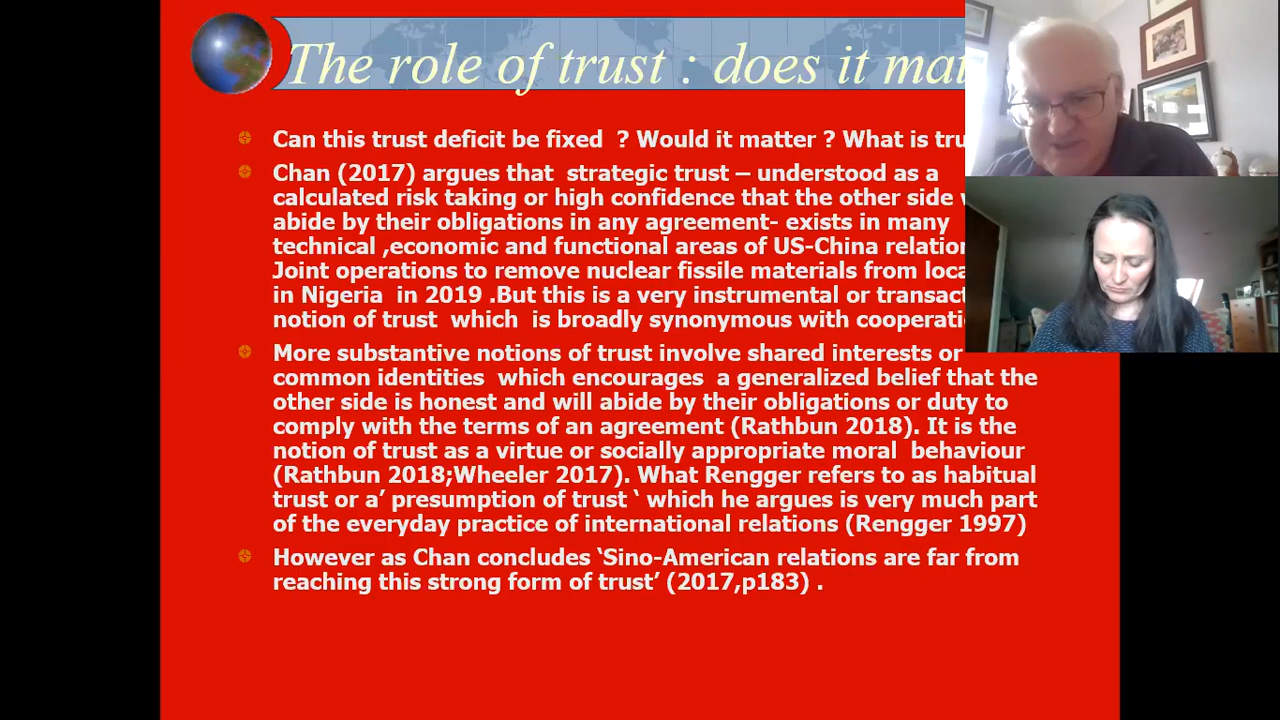 The role of trust : does it
Can this trust deficit be fixed ? Would it matter ? What is
Chan (2017) argues that strategic trust – understood as a
calculated risk taking or high confidence that the other side
abide by their obligations in any agreement- exists in many
technical ,economic and functional areas of US-China
Joint operations to remove nuclear fissile materials from
in Nigeria in 2019 .But this is a very instrumental or
notion of trust which is broadly synonymous with
More substantive notions of trust involve shared interests or
common identities which encourages a generalized belief that the
other side is honest and will abide by their obligations or duty to
comply with the terms of an agreement (Rathbun 2018). It is the
notion of trust as a virtue or socially appropriate moral behaviour
(Rathbun 2018;Wheeler 2017). What Rengger refers to as habitual
trust or a’ presumption of trust ‘ which he argues is very much part
of the everyday practice of international relations (Rengger 1997)
However as Chan concludes ‘Sino-American relations are far from
reaching this strong form of trust’ (2017,p183) .